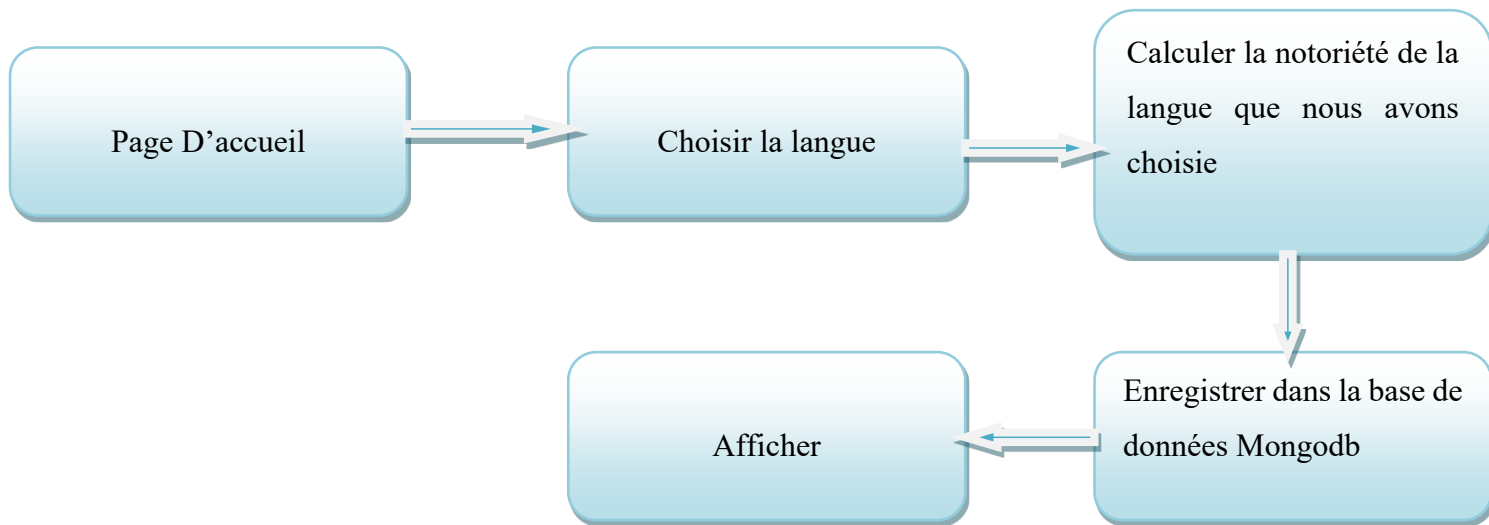 Page D’accueil
Choisir la langue
Calculer la notoriété de la
langue que nous avons
choisie
Enregistrer dans la base de
données Mongodb
Afficher